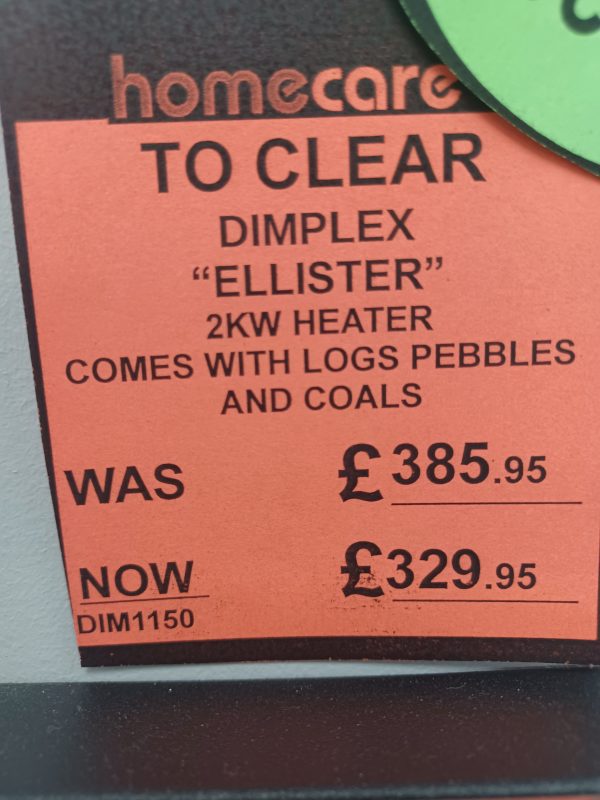 homecare
TO CLEAR
DIMPLEX
“ELLISTER”
2KW HEATER
COMES WITH LOGS PEBBLES
AND COALS
WAS £385.95
NOW £329.95
DIM1150